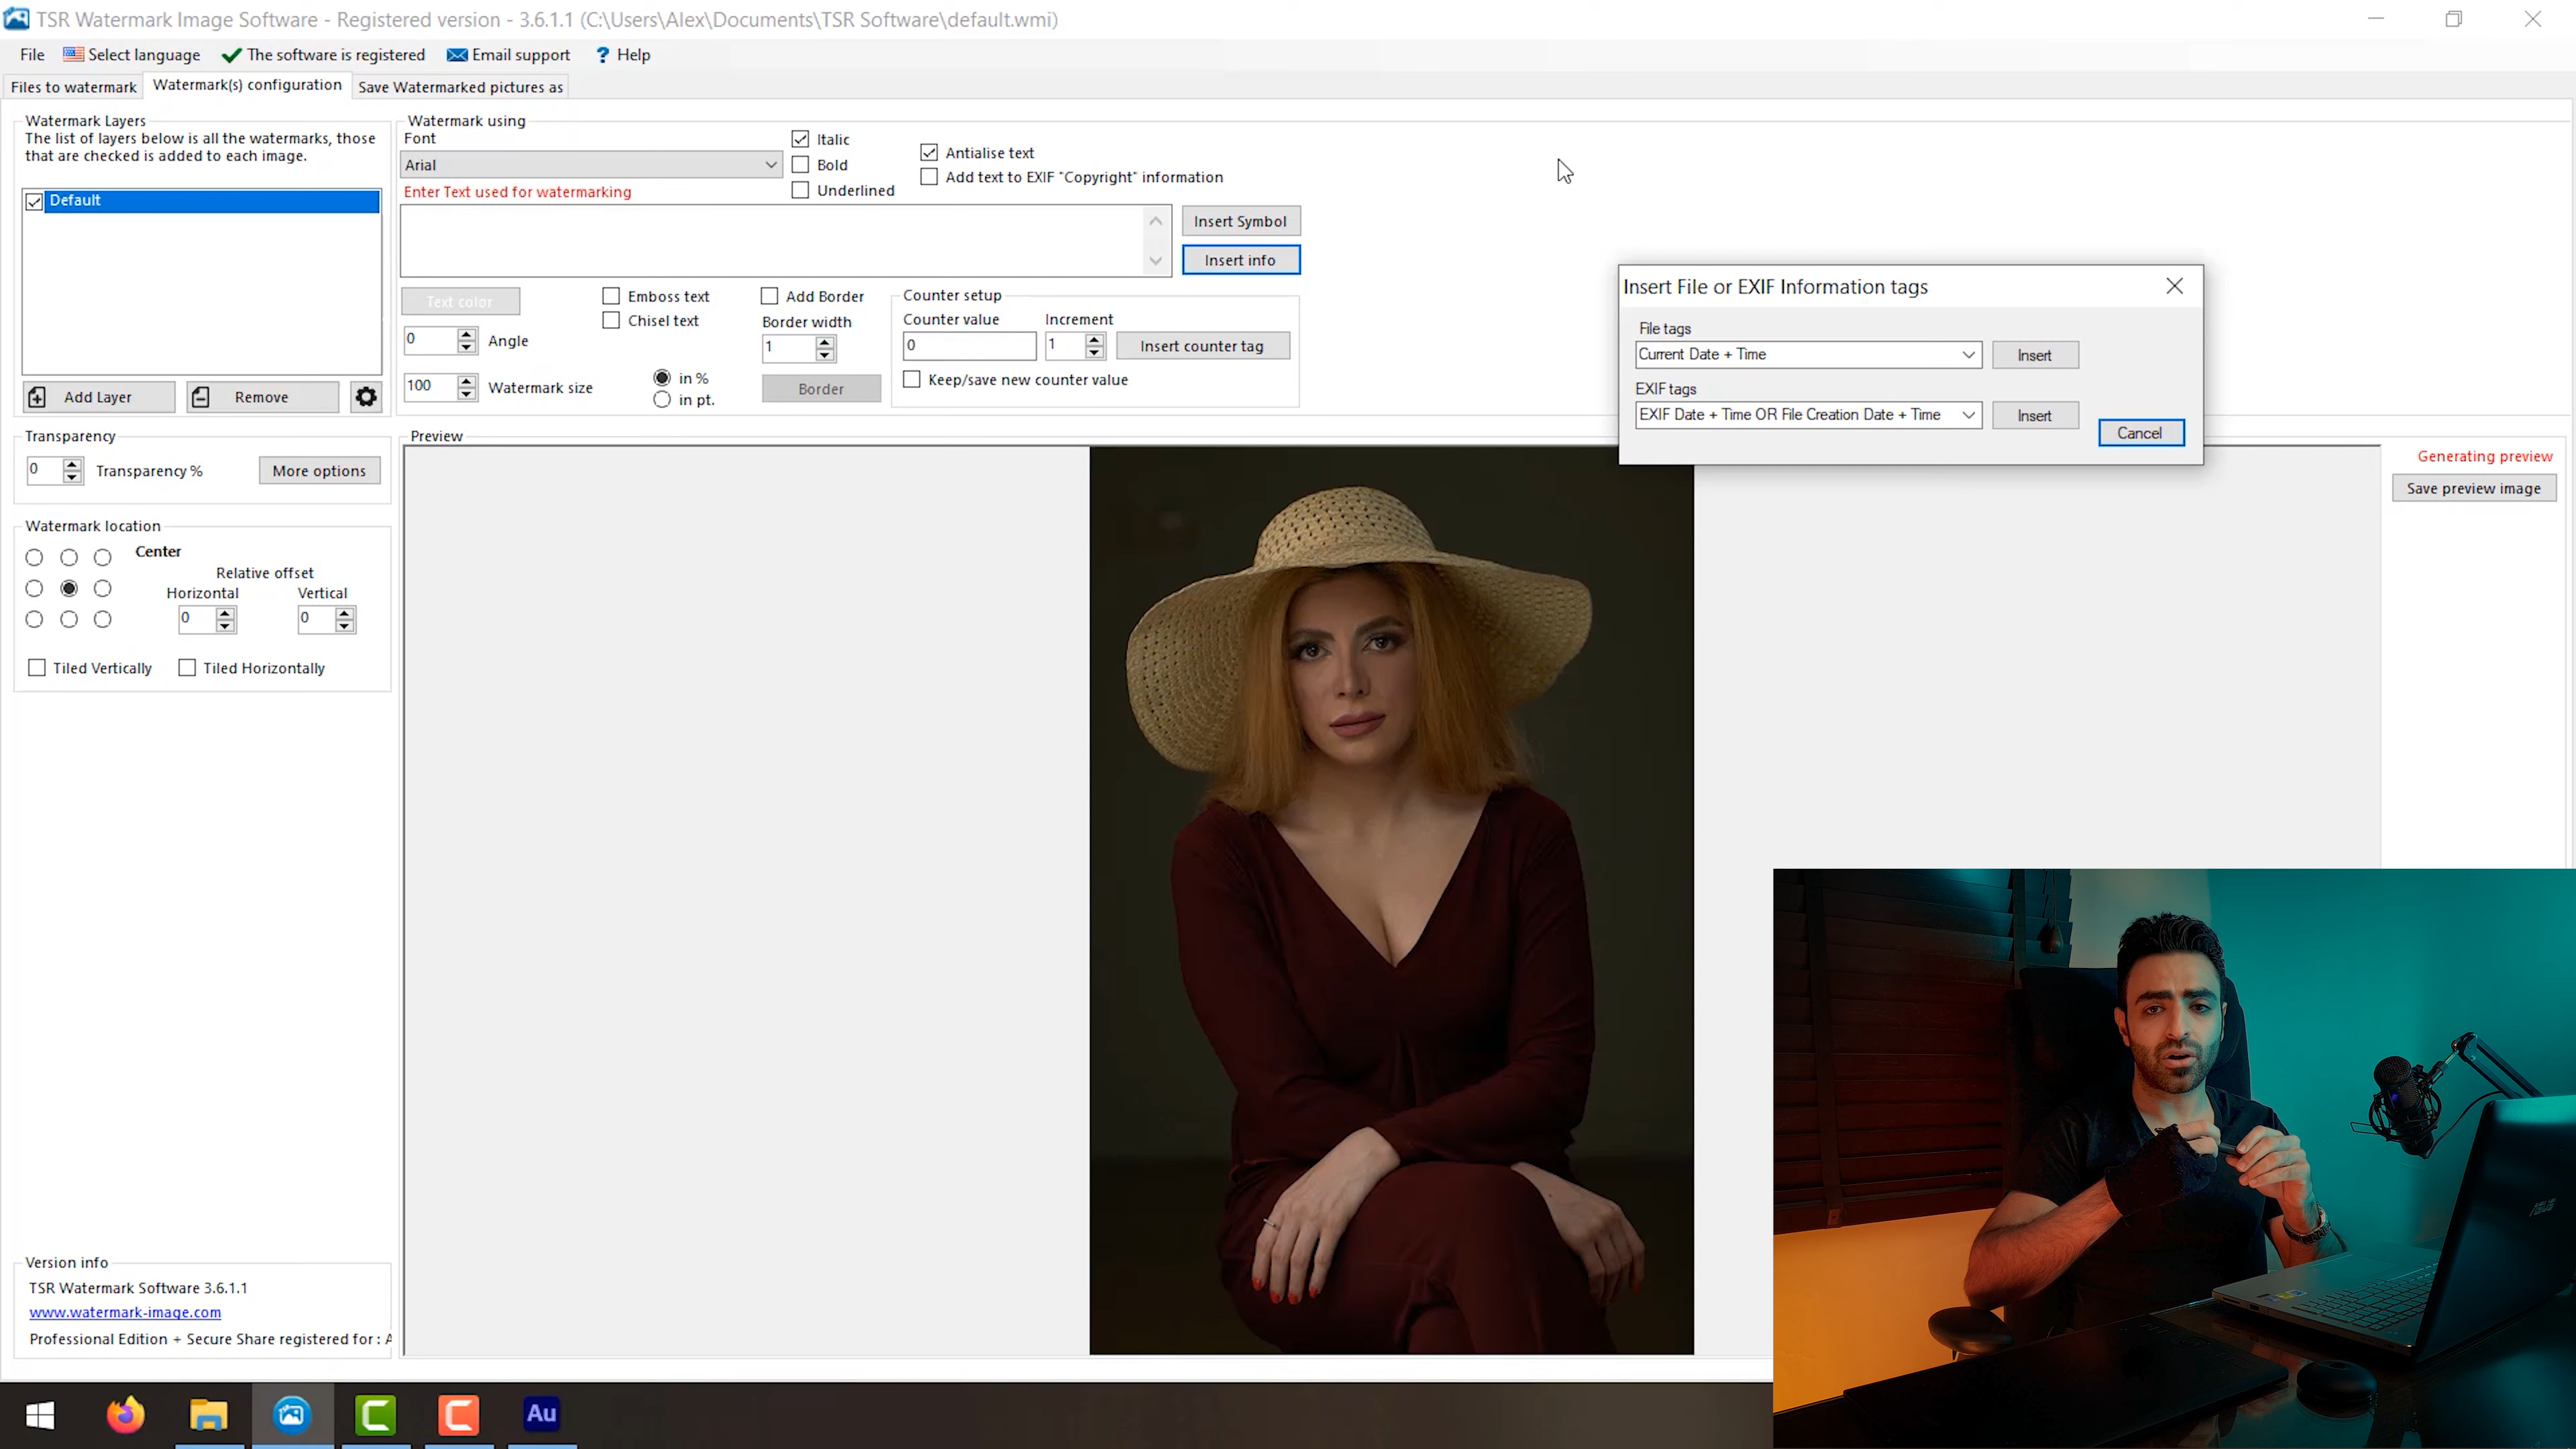 TSR Watermark Image Software - Registered version - 3.6.1.1 (C:\Users\Alex\Documents\TSR Software\default.wmi)
File Select language The software is registered Email support ? Help
Files to watermark Watermark(s) configuration Save Watermarked pictures as
Watermark Layers
The list of layers below is all the watermarks, those
that are checked is added to each image.
Default
Add Layer Remove
Watermark using
Font
Arial
Italic
Bold
Underlined
Antialise text
Add text to EXIF "Copyright" information
Enter Text used for watermarking
Insert Symbol
Insert info
Text color
0 Angle
100 Watermark size
Emboss text
Chisel text
in %
in pt.
Add Border
Border width
1
Border
Counter setup
Counter value Increment
0 1 Insert counter tag
Keep/save new counter value
Insert File or EXIF Information tags
File tags
Current Date + Time Insert
EXIF tags
EXIF Date + Time OR File Creation Date + Time Insert
Cancel
Transparency
0 Transparency % More options
Watermark location
Center
Relative offset
Horizontal Vertical
0 0
Tiled Vertically Tiled Horizontally
Preview
Generating preview
Save preview image
Version info
TSR Watermark Software 3.6.1.1
www.watermark-image.com
Professional Edition + Secure Share registered for : A
ASUS
Au